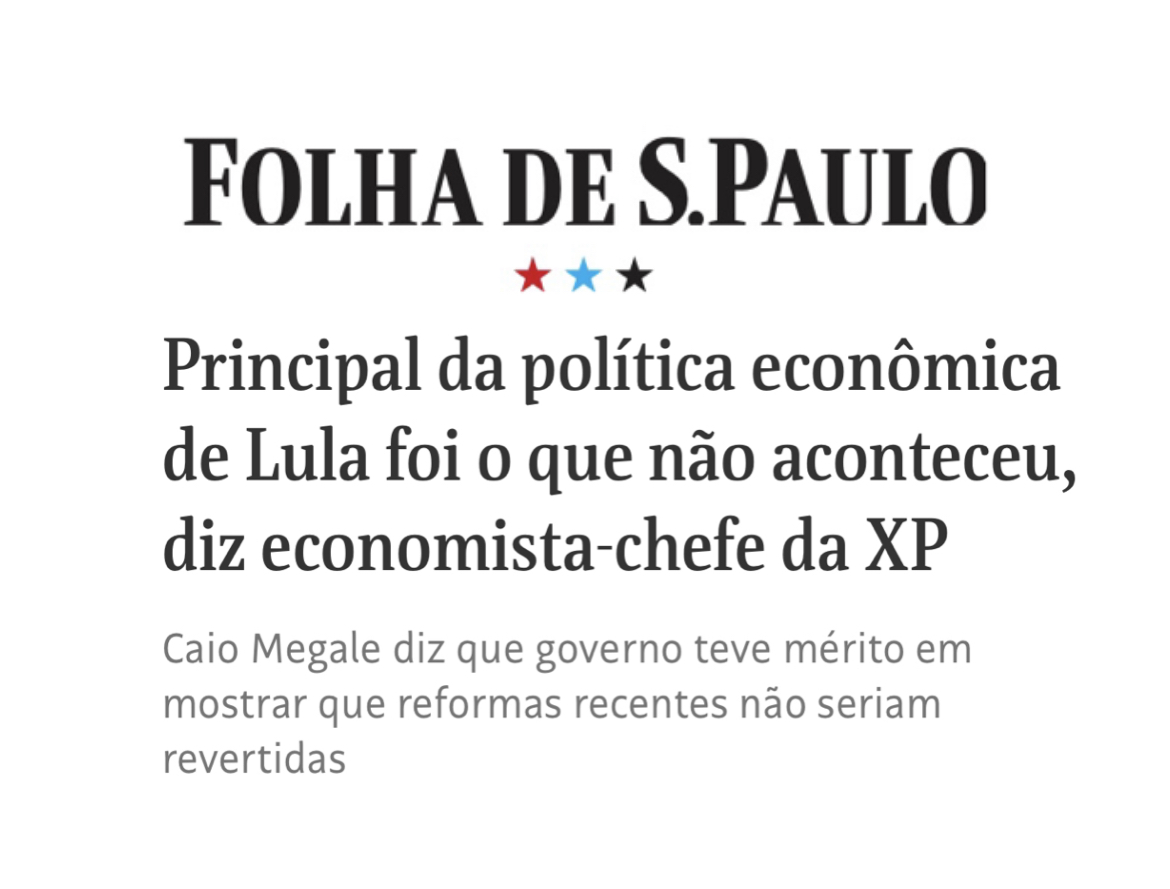 FOLHA DE S.PAULO
Principal da política econômica
de Lula foi o que não aconteceu,
diz economista-chefe da XP
Caio Megale diz que governo teve mérito em
mostrar que reformas recentes não seriam
revertidas